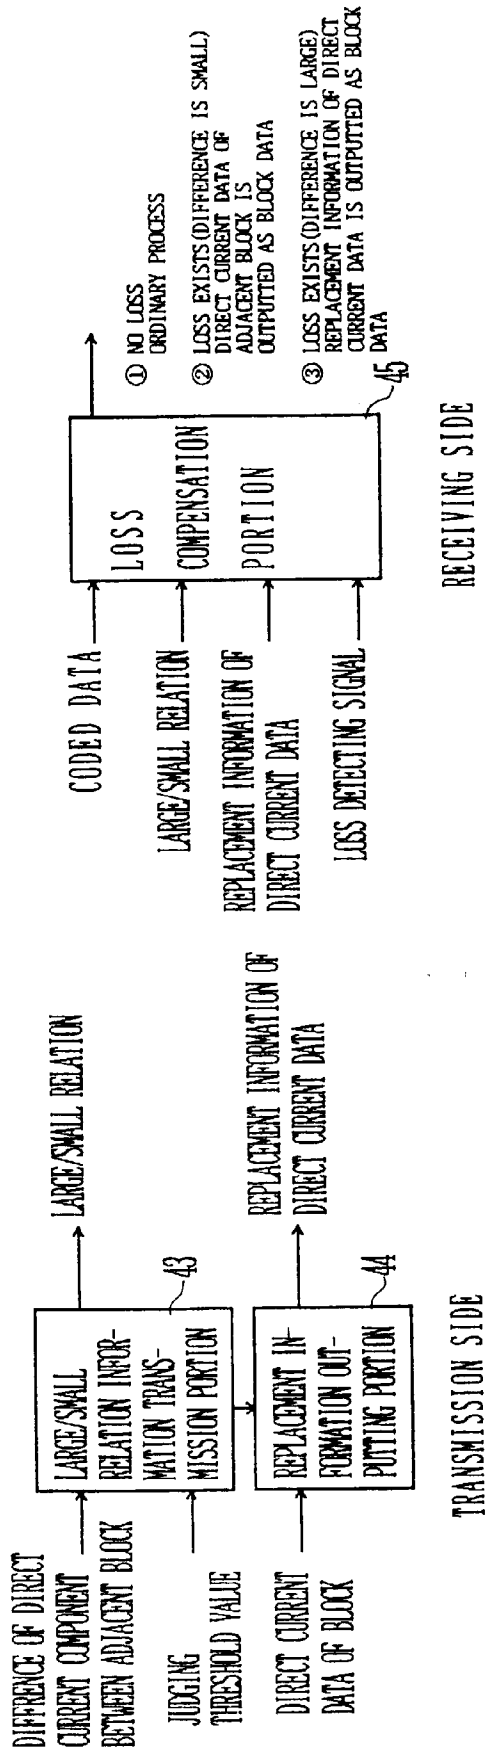 DIFFRENCE OF DIRECT
CURRENT COMPONENT
BETWEEN ADJACENT BLOCK
JUDGING
THRESHOLD VALUE
DIRECT CURRENT
DATA OF BLOCK
LARGE/SMALL
RELATION INFOR-
MATION TRANS-
MISSION PORTION
43
REPLACEMENT IN-
FORMATION OUT-
PUTTING PORTION
44
LARGE/SMALL RELATION
REPLACEMENT INFORMATION OF
DIRECT CURRENT DATA
TRANSMISSION SIDE
CODED DATA
LARGE/SMALL RELATION
REPLACEMENT INFORMATION OF
DIRECT CURRENT DATA
LOSS DETECTING SIGNAL
LOSS
COMPENSATION
PORTION
45
① NO LOSS
ORDINARY PROCESS
② LOSS EXISTS(DIFFERENCE IS SMALL)
DIRECT CURRENT DATA OF
ADJACENT BLOCK IS
OUTPUTTED AS BLOCK DATA
③ LOSS EXISTS(DIFFERENCE IS LARGE)
REPLACEMENT INFORMATION OF DIRECT
CURRENT DATA IS OUTPUTTED AS BLOCK
DATA
RECEIVING SIDE